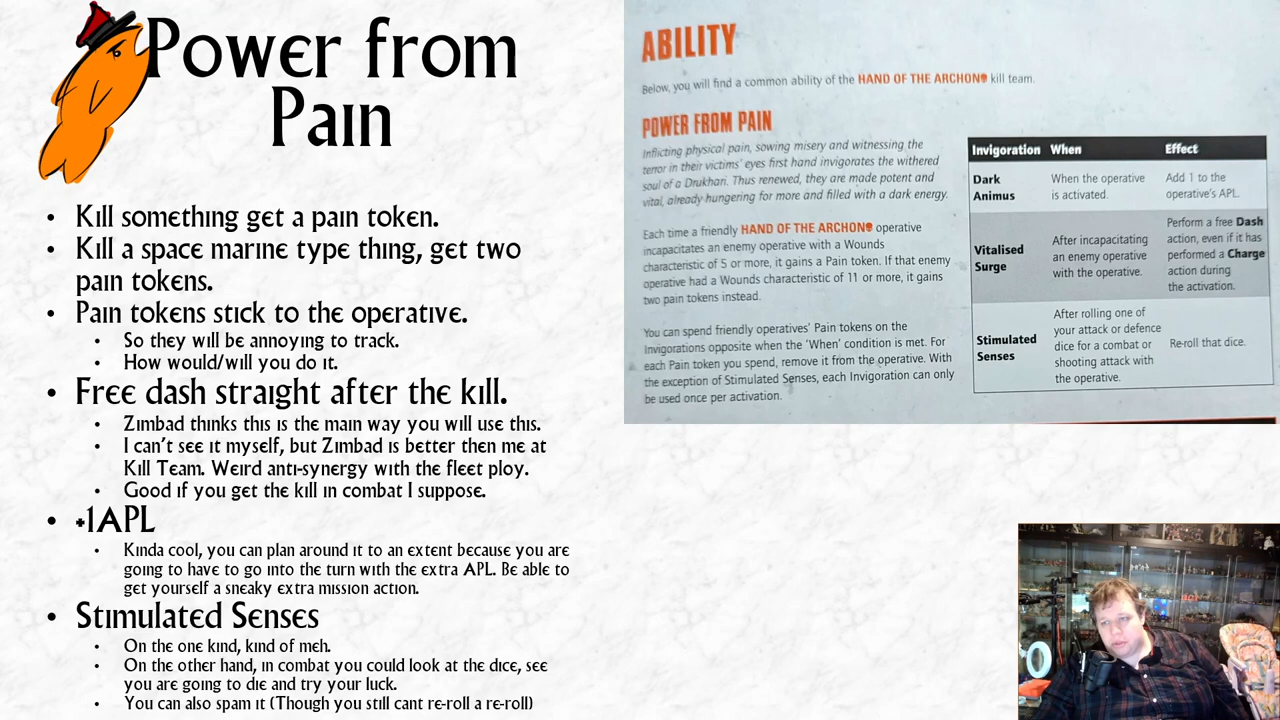 Power from
Pain
• Kill something get a pain token.
• Kill a space marine type thing, get two
pain tokens.
• Pain tokens stick to the operative.
• So they will be annoying to track.
• How would/will you do it.
• Free dash straight after the kill.
• Zimbad thinks this is the main way you will use this.
• I can't see it myself, but Zimbad is better then me at
Kill Team. Weird anti-synergy with the fleet ploy.
• Good if you get the kill in combat I suppose.
• +1APL
• Kinda cool, you can plan around it to an extent because you are
going to have to go into the turn with the extra APL. Be able to
get yourself a sneaky extra mission action.
• Stimulated Senses
• On the one kind, kind of meh.
• On the other hand, in combat you could look at the dice, see
you are going to die and try your luck.
• You can also spam it (Though you still cant re-roll a re-roll)
ABILITY
Below, you will find a common ability of the HAND OF THE ARCHON kill team.
POWER FROM PAIN
Inflicting physical pain, sowing misery and witnessing the
terror in their victims' eyes first hand invigorates the withered
soul of a Drukhari. Thus renewed, they are made potent and
vital, already hungering for more and filled with a dark energy.
Each time a friendly HAND OF THE ARCHON operative
incapacitates an enemy operative with a Wounds
characteristic of 5 or more, it gains a Pain token. If that enemy
operative had a Wounds characteristic of 11 or more, it gains
two pain tokens instead.
You can spend friendly operatives' Pain tokens on the
Invigorations opposite when the 'When' condition is met. For
each Pain token you spend, remove it from the operative. With
the exception of Stimulated Senses, each Invigoration can only
be used once per activation.
Invigoration When Effect
Dark
Animus
When the operative
is activated.
Add 1 to the
operative's APL.
Vitalised
Surge
After incapacitating
an enemy operative
with the operative.
Perform a free Dash
action, even if it has
performed a Charge
action during
the activation.
Stimulated
Senses
After rolling one of
your attack or defence
dice for a combat or
shooting attack with
the operative.
Re-roll that dice.